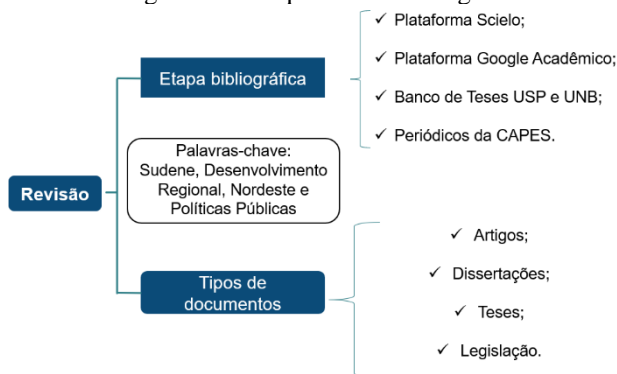 Revisão
Etapa bibliográfica
✓ Plataforma Scielo;
✓ Plataforma Google Acadêmico;
✓ Banco de Teses USP e UNB;
✓ Periódicos da CAPES.
Palavras-chave:
Sudene, Desenvolvimento
Regional, Nordeste e
Políticas Públicas
Tipos de
documentos
✓ Artigos;
✓ Dissertações;
✓ Teses;
✓ Legislação.